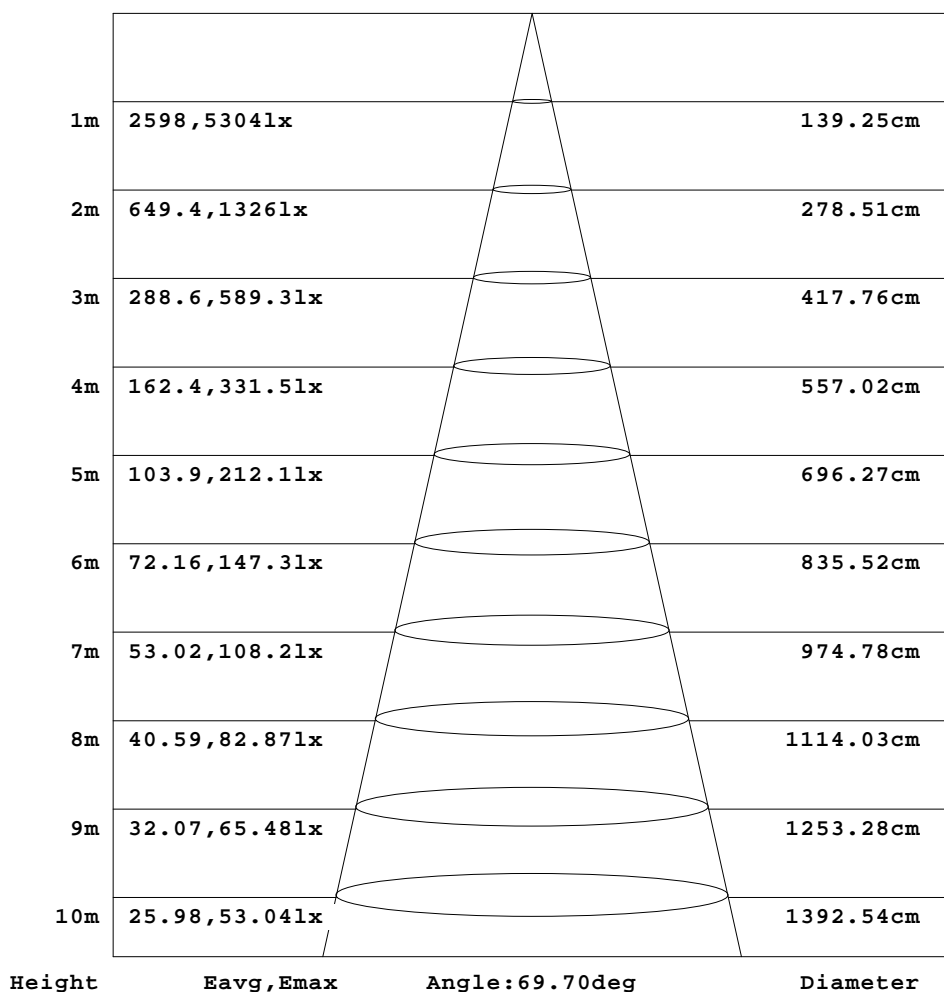 1m 2598,5304lx 139.25cm
2m 649.4,1326lx 278.51cm
3m 288.6,589.3lx 417.76cm
4m 162.4,331.5lx 557.02cm
5m 103.9,212.1lx 696.27cm
6m 72.16,147.3lx 835.52cm
7m 53.02,108.2lx 974.78cm
8m 40.59,82.87lx 1114.03cm
9m 32.07,65.48lx 1253.28cm
10m 25.98,53.04lx 1392.54cm
Height Eavg,Emax Angle:69.70deg Diameter